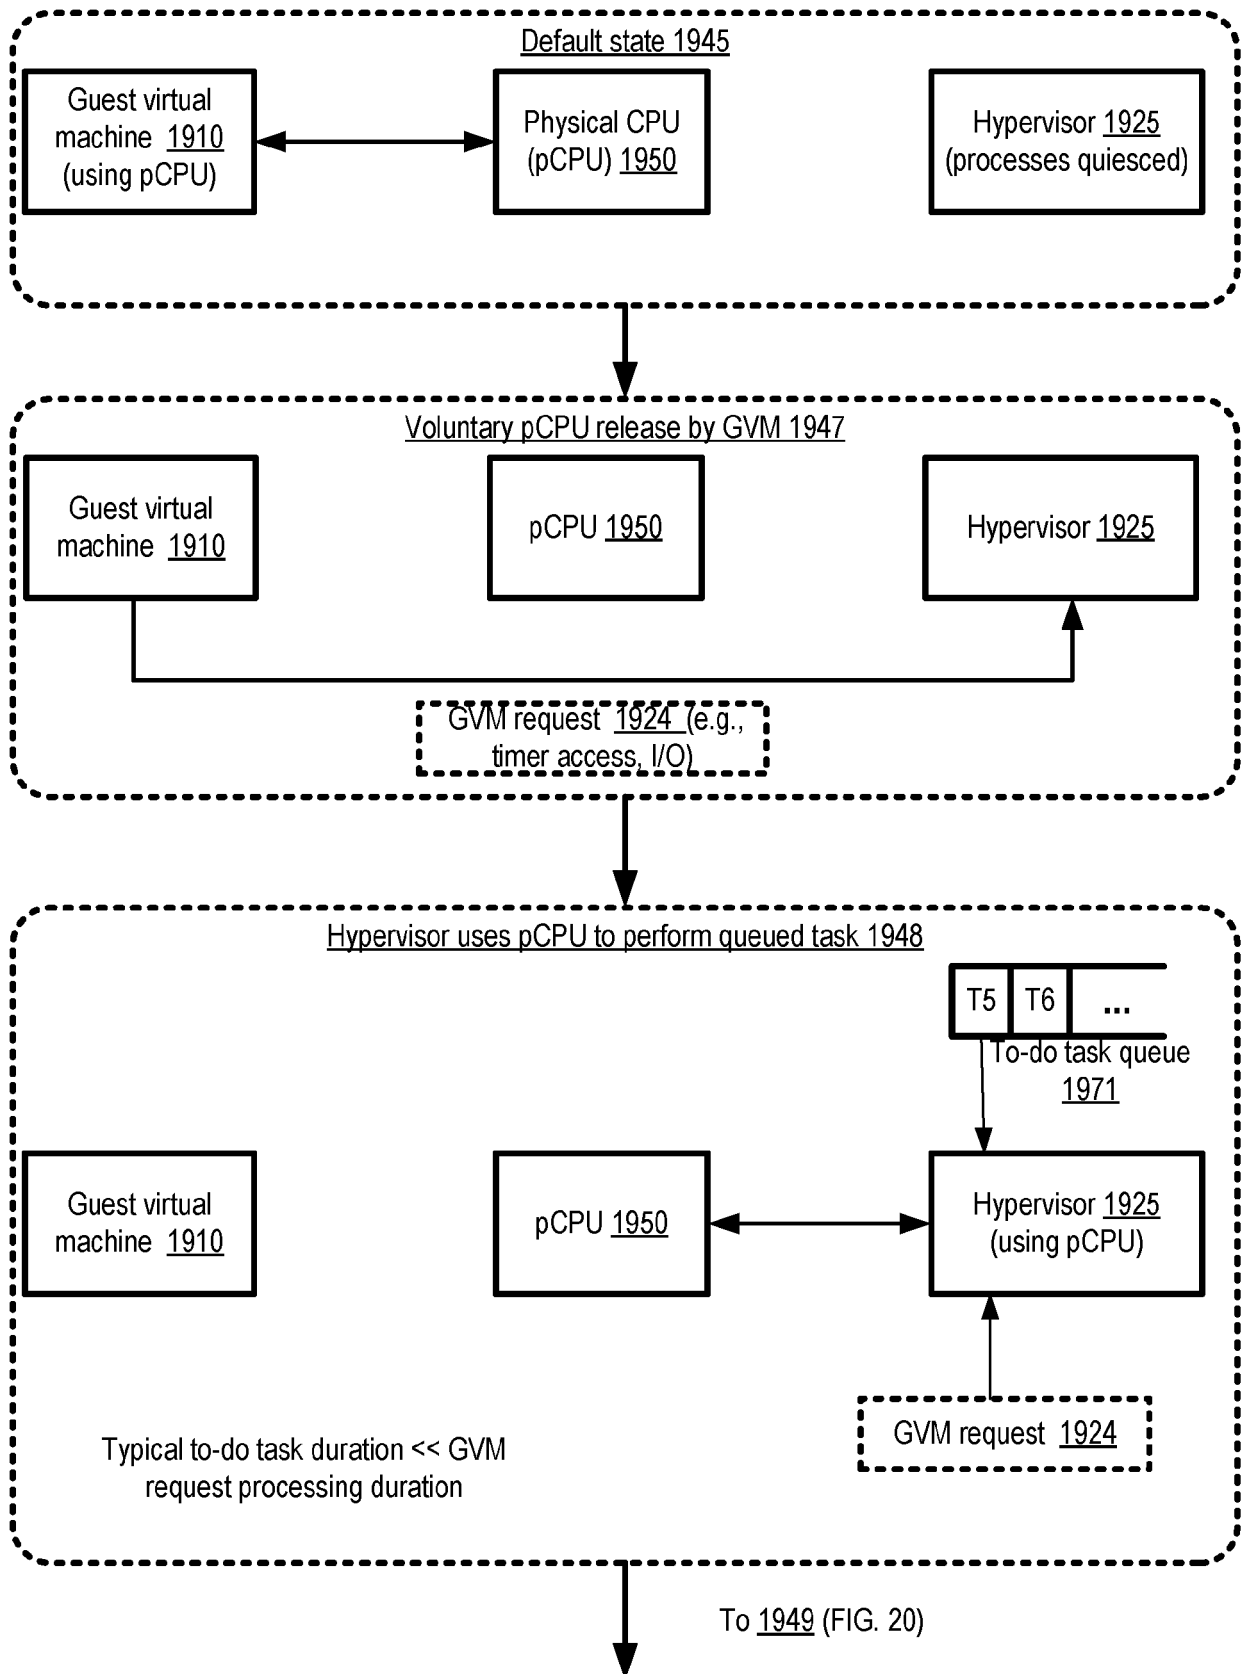 Default state 1945
Guest virtual
machine 1910
(using pCPU)
Physical CPU
(pCPU) 1950
Hypervisor 1925
(processes quiesced)
Voluntary pCPU release by GVM 1947
Guest virtual
machine 1910
pCPU 1950
Hypervisor 1925
GVM request 1924 (e.g.,
timer access, I/O)
Hypervisor uses pCPU to perform queued task 1948
T5 T6 ...
To-do task queue
1971
Guest virtual
machine 1910
pCPU 1950
Hypervisor 1925
(using pCPU)
GVM request 1924
Typical to-do task duration << GVM
request processing duration
To 1949 (FIG. 20)